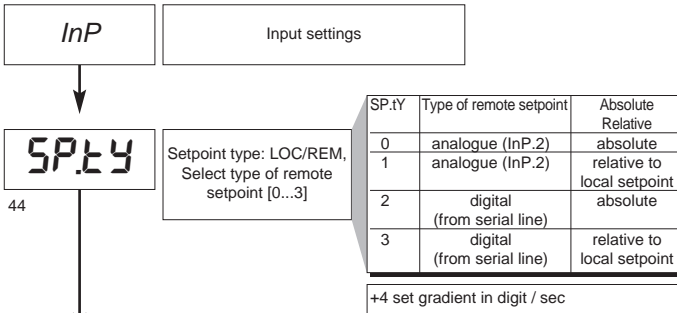 InP
Input settings
SP.tY
44
Setpoint type: LOC/REM,
Select type of remote
setpoint [0...3]
SP.tY Type of remote setpoint Absolute
Relative
0 analogue (InP.2) absolute
1 analogue (InP.2) relative to
local setpoint
2 digital absolute
(from serial line)
3 digital relative to
(from serial line) local setpoint
+4 set gradient in digit / sec